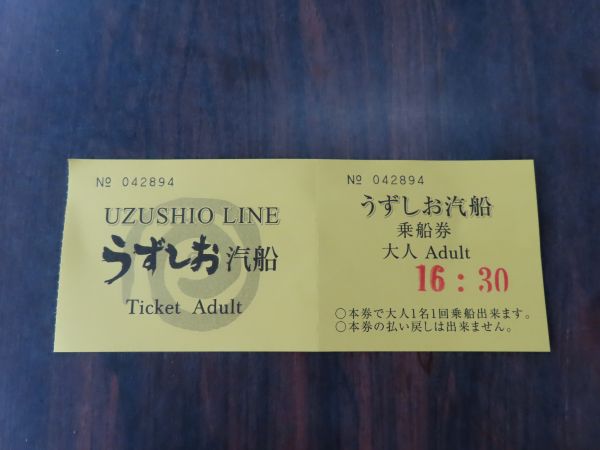 № 042894
UZUSHIO LINE
うずしお汽船
Ticket Adult
№ 042894
うずしお汽船
乗船券
大人 Adult
16：30
○本券で大人1名1回乗船出来ます。
○本券の払い戻しは出来ません。